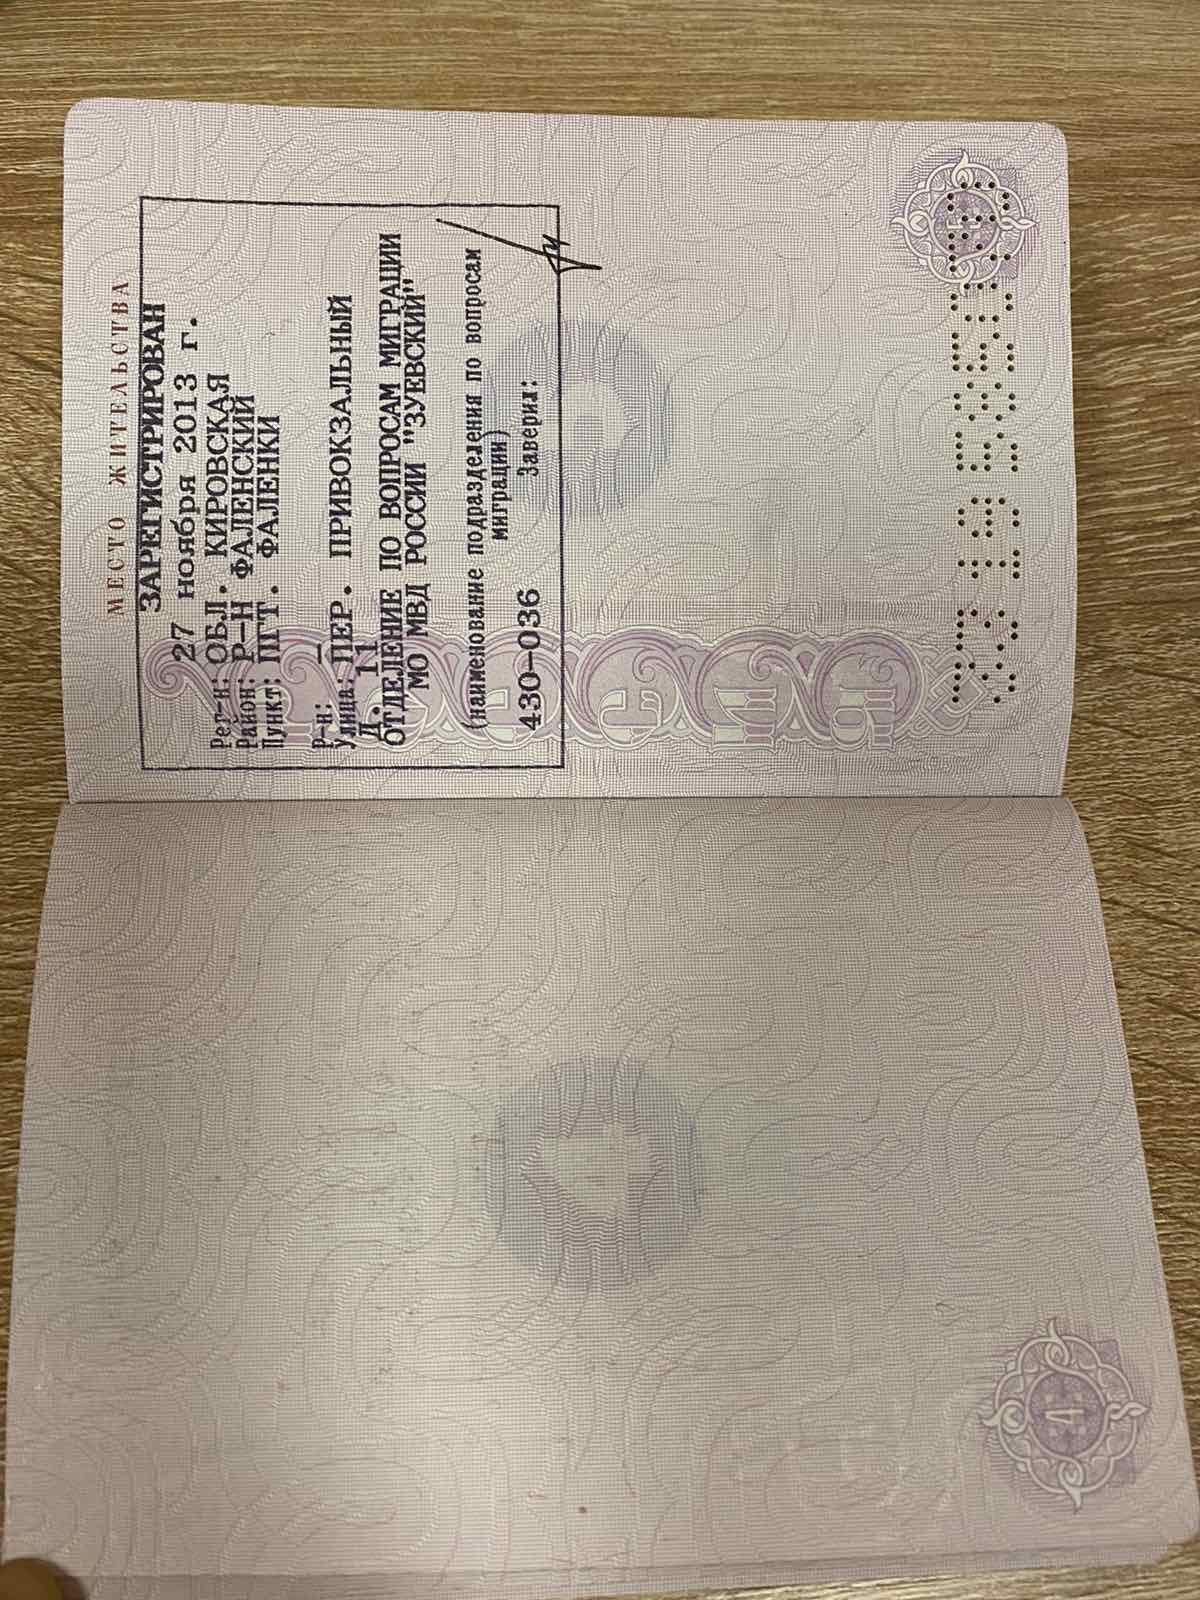 МЕСТО ЖИТЕЛЬСТВА
ЗАРЕГИСТРИРОВАН
27 ноября 2013 г.
Рег-н: ОБЛ. КИРОВСКАЯ
Район: Р-Н ФАЛЕНСКИЙ
Пункт: ПГТ. ФАЛЕНКИ
Р-н: —
Улица: ПЕР. ПРИВОКЗАЛЬНЫЙ
Д. 11
ОТДЕЛЕНИЕ ПО ВОПРОСАМ МИГРАЦИИ
МО МВД РОССИИ "ЗУЕВСКИЙ"
(наименование подразделения по вопросам
миграции)
430-036 Заверил:
4